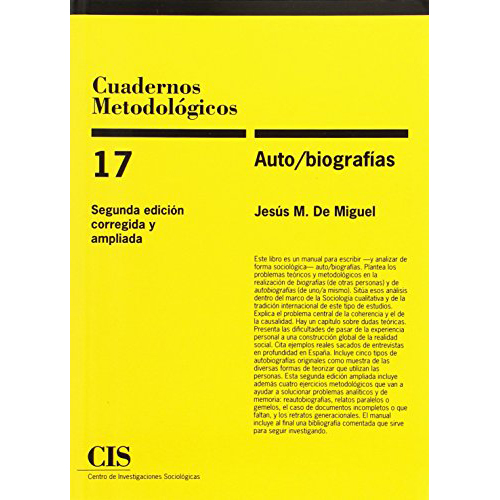 Cuadernos
Metodológicos
17
Auto/biografías
Segunda edición
corregida y
ampliada
Jesús M. De Miguel
Este libro es un manual para escribir —y analizar de
forma sociológica— auto/biografías. Plantea los
problemas teóricos y metodológicos en la
realización de biografías (de otras personas) y de
autobiografías (de uno/a mismo). Sitúa esos análisis
dentro del marco de la Sociología cualitativa y de la
tradición internacional de este tipo de estudios.
Explica el problema central de la coherencia y el de
la causalidad. Hay un capítulo sobre dudas teóricas.
Presenta las dificultades de pasar de la experiencia
personal a una construcción global de la realidad
social. Cita ejemplos reales sacados de entrevistas
en profundidad en España. Incluye cinco tipos de
autobiografías originales como muestra de las
diversas formas de teorizar que utilizan las
personas. Esta segunda edición ampliada incluye
además cuatro ejercicios metodológicos que van a
ayudar a solucionar problemas analíticos y de
memoria: reautobiografías, relatos paralelos o
gemelos, el caso de documentos incompletos o que
faltan, y los retratos generacionales. El manual
incluye al final una bibliografía comentada que sirve
para seguir investigando.
CIS
Centro de Investigaciones Sociológicas